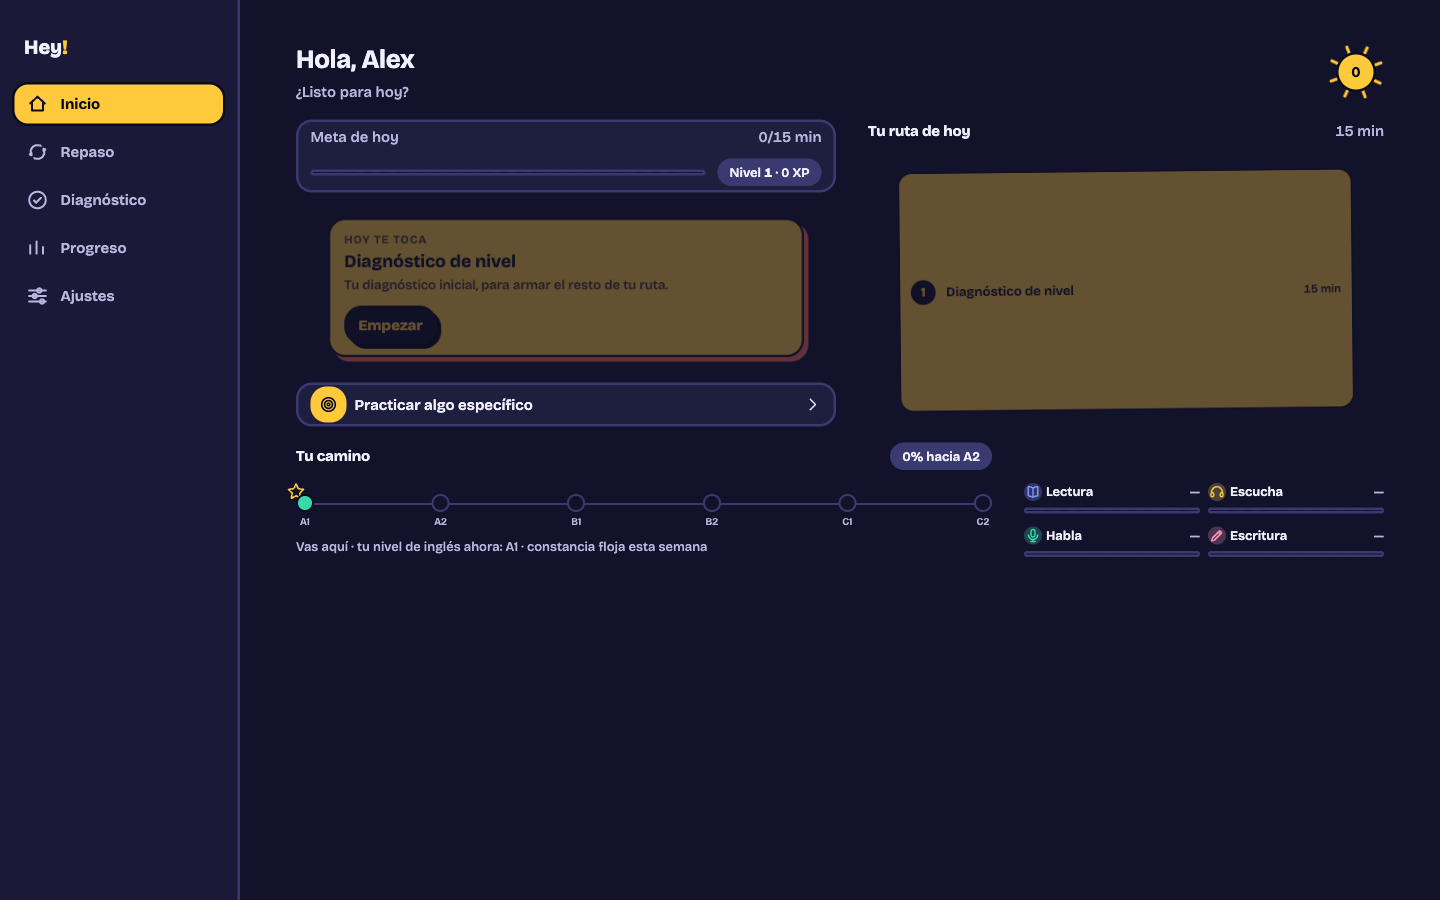 Hey!
Inicio
Repaso
Diagnóstico
Progreso
Ajustes
Hola, Alex
¿Listo para hoy?
0
Meta de hoy 0/15 min
Nivel 1 · 0 XP
HOY TE TOCA
Diagnóstico de nivel
Tu diagnóstico inicial, para armar el resto de tu ruta.
Empezar
Practicar algo específico
Tu ruta de hoy 15 min
1 Diagnóstico de nivel 15 min
Tu camino 0% hacia A2
A1 A2 B1 B2 C1 C2
Vas aquí · tu nivel de inglés ahora: A1 · constancia floja esta semana
Lectura – Escucha –
Habla – Escritura –